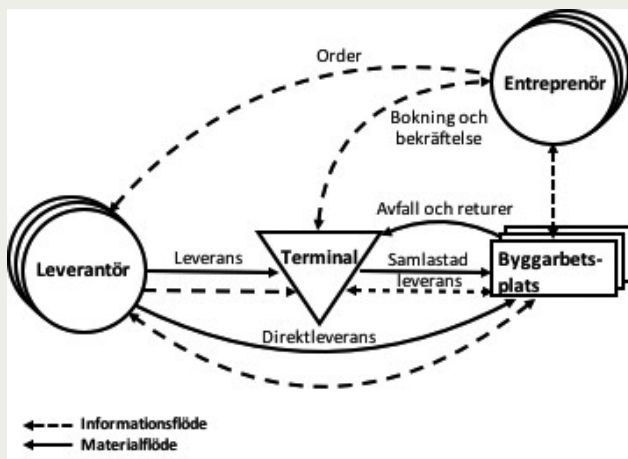 Order
Entreprenör
Bokning och
bekräftelse
Avfall och returer
Leverantör
Leverans
Terminal
Samlastad
leverans
Byggarbets-
plats
Direktleverans
Informationsflöde
Materialflöde